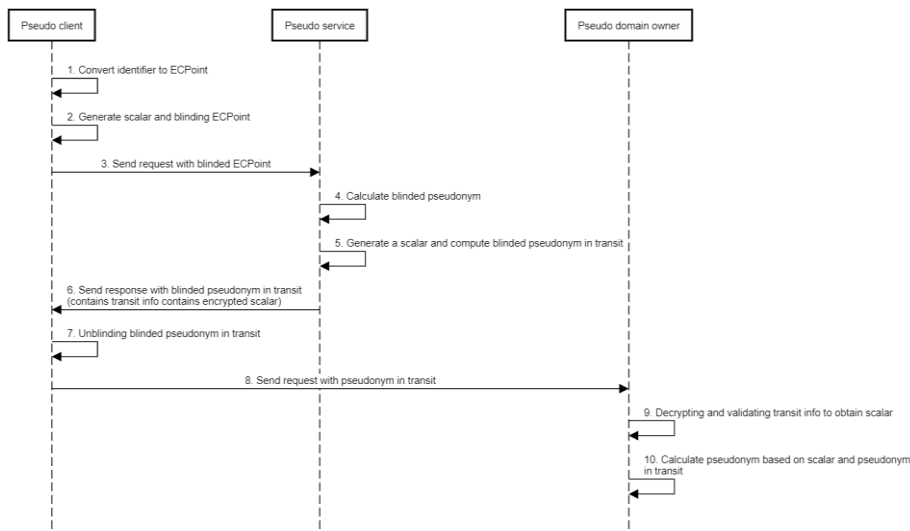 Pseudo client
Pseudo service
Pseudo domain owner
1. Convert identifier to ECPoint
2. Generate scalar and blinding ECPoint
3. Send request with blinded ECPoint
4. Calculate blinded pseudonym
5. Generate a scalar and compute blinded pseudonym in transit
6. Send response with blinded pseudonym in transit
(contains transit info contains encrypted scalar)
7. Unblinding blinded pseudonym in transit
8. Send request with pseudonym in transit
9. Decrypting and validating transit info to obtain scalar
10. Calculate pseudonym based on scalar and pseudonym
in transit